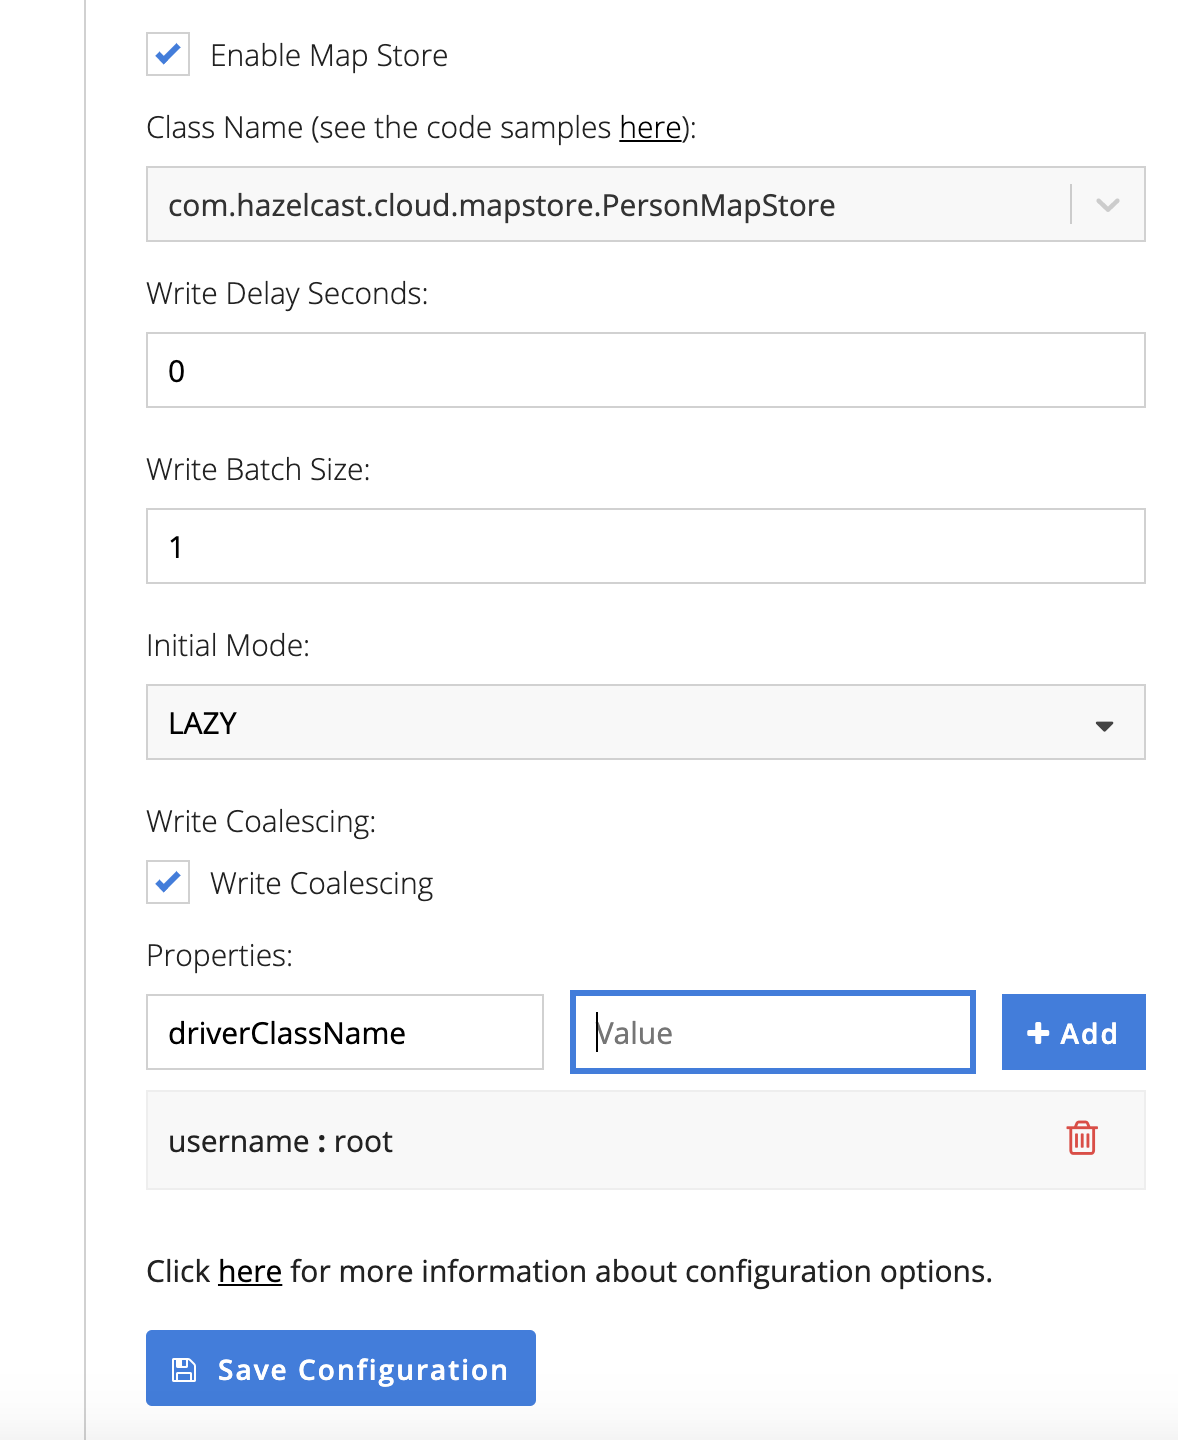 Enable Map Store
Class Name (see the code samples here):
com.hazelcast.cloud.mapstore.PersonMapStore
Write Delay Seconds:
0
Write Batch Size:
1
Initial Mode:
LAZY
Write Coalescing:
Write Coalescing
Properties:
driverClassName Value + Add
username : root
Click here for more information about configuration options.
Save Configuration